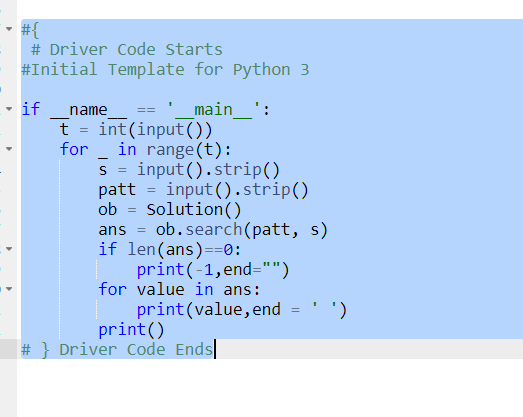 #{
 # Driver Code Starts
#Initial Template for Python 3

if __name__ == '__main__':
    t = int(input())
    for _ in range(t):
        s = input().strip()
        patt = input().strip()
        ob = Solution()
        ans = ob.search(patt, s)
        if len(ans)==0:
            print(-1,end="")
        for value in ans:
            print(value,end = ' ')
        print()
# } Driver Code Ends